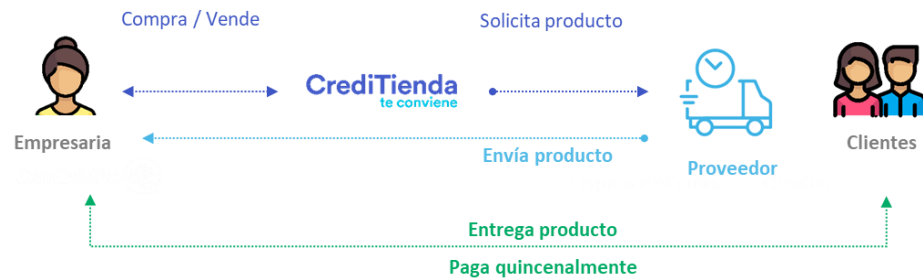 Compra / Vende
Solicita producto
CrediTienda
te conviene
Empresaria
Envía producto
Proveedor
Clientes
Entrega producto
Paga quincenalmente